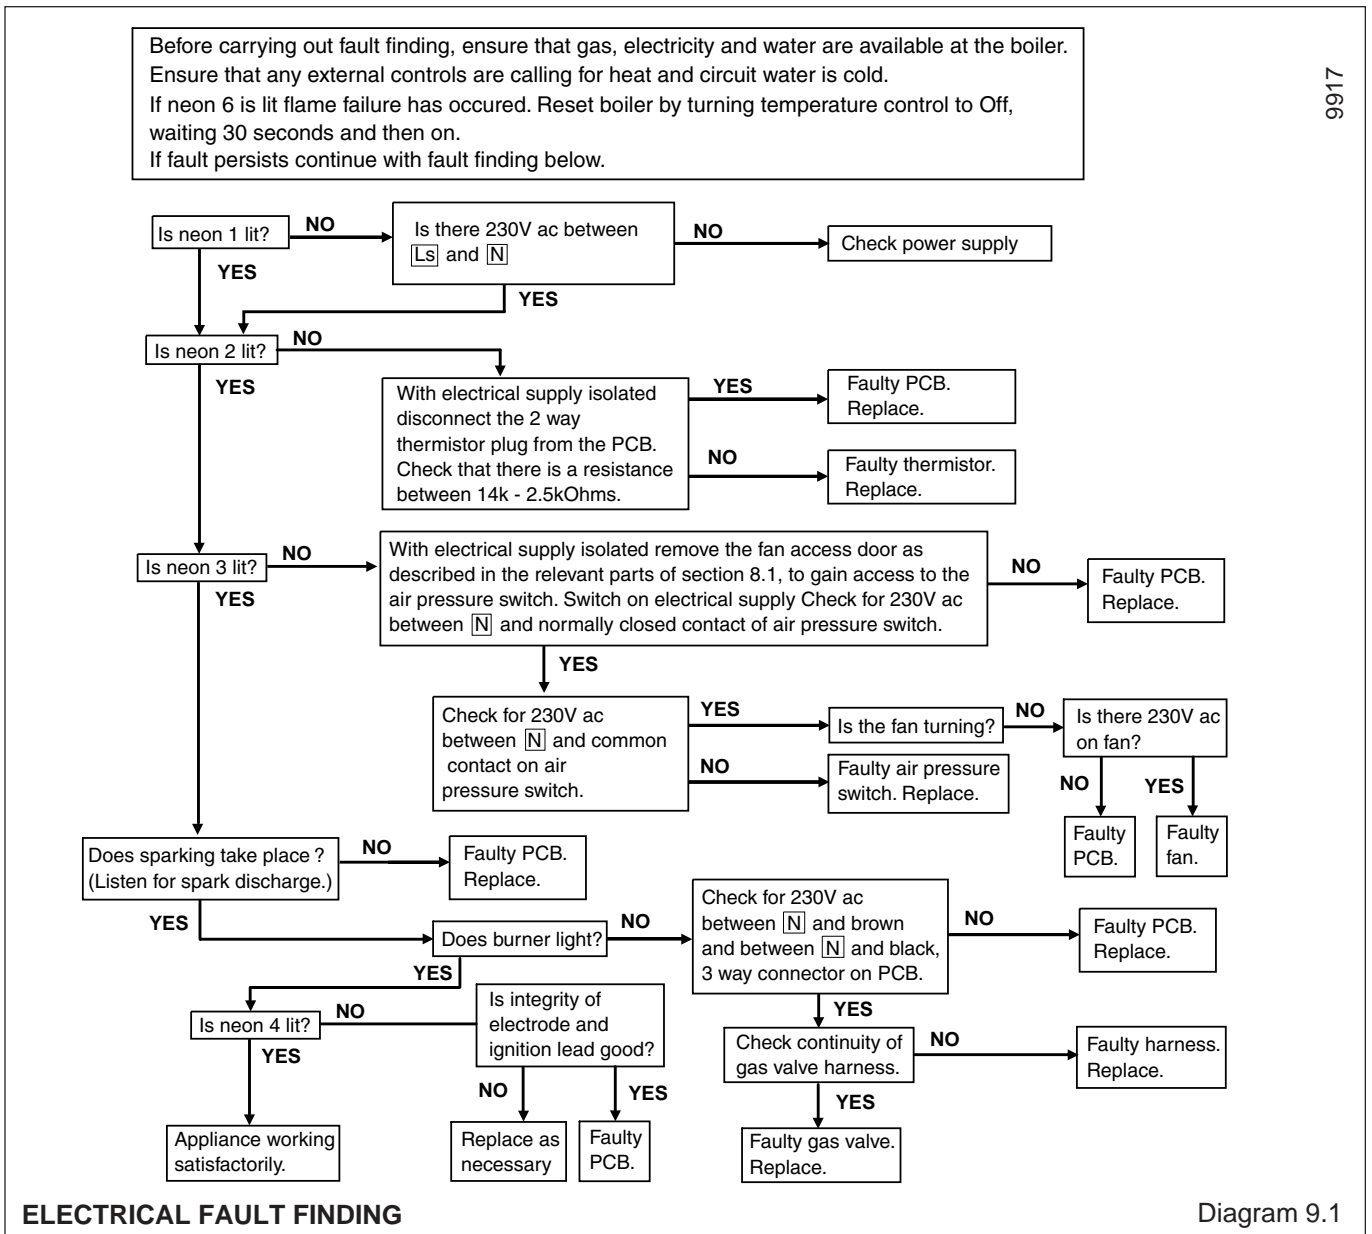 Before carrying out fault finding, ensure that gas, electricity and water are available at the boiler.
Ensure that any external controls are calling for heat and circuit water is cold.
If neon 6 is lit flame failure has occured. Reset boiler by turning temperature control to Off,
waiting 30 seconds and then on.
If fault persists continue with fault finding below.
9917
Is neon 1 lit?
NO
Is there 230V ac between
Ls and N
NO
Check power supply
YES
YES
Is neon 2 lit?
NO
YES
With electrical supply isolated
disconnect the 2 way
thermistor plug from the PCB.
Check that there is a resistance
between 14k - 2.5kOhms.
YES
Faulty PCB.
Replace.
NO
Faulty thermistor.
Replace.
Is neon 3 lit?
NO
YES
With electrical supply isolated remove the fan access door as
described in the relevant parts of section 8.1, to gain access to the
air pressure switch. Switch on electrical supply Check for 230V ac
between N and normally closed contact of air pressure switch.
NO
Faulty PCB.
Replace.
YES
Check for 230V ac
between N and common
contact on air
pressure switch.
YES
Is the fan turning?
NO
Is there 230V ac
on fan?
NO
Faulty air pressure
switch. Replace.
NO
YES
Faulty
PCB.
Faulty
fan.
Does sparking take place ?
(Listen for spark discharge.)
NO
Faulty PCB.
Replace.
YES
Does burner light?
NO
Check for 230V ac
between N and brown
and between N and black,
3 way connector on PCB.
NO
Faulty PCB.
Replace.
YES
YES
Is neon 4 lit?
NO
Is integrity of
electrode and
ignition lead good?
Check continuity of
gas valve harness.
NO
Faulty harness.
Replace.
YES
NO
YES
YES
Appliance working
satisfactorily.
Replace as
necessary
Faulty
PCB.
Faulty gas valve.
Replace.
ELECTRICAL FAULT FINDING
Diagram 9.1